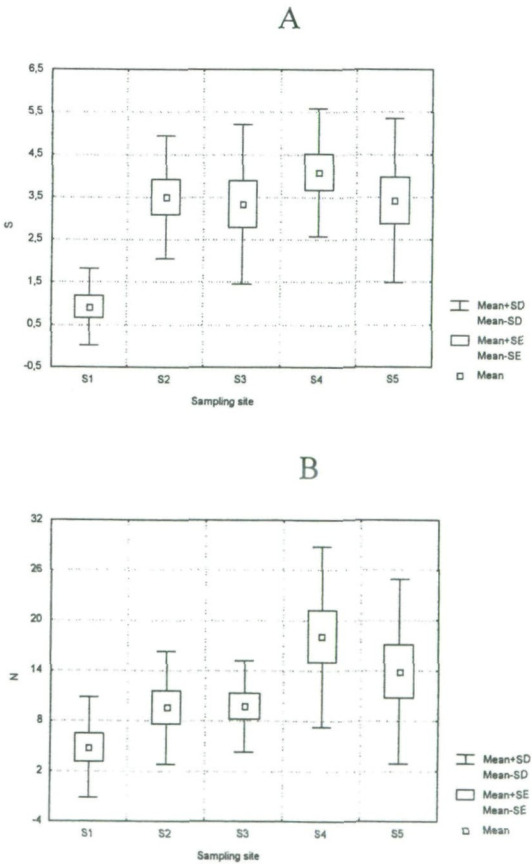 A
6,5
5,5
4,5
3,5
2,5
1,5
0,5
-0,5
S
S1 S2 S3 S4 S5
Sampling site
Mean+SD
Mean-SD
Mean+SE
Mean-SE
Mean
B
32
26
20
14
8
2
-4
N
S1 S2 S3 S4 S5
Sampling site
Mean+SD
Mean-SD
Mean+SE
Mean-SE
Mean